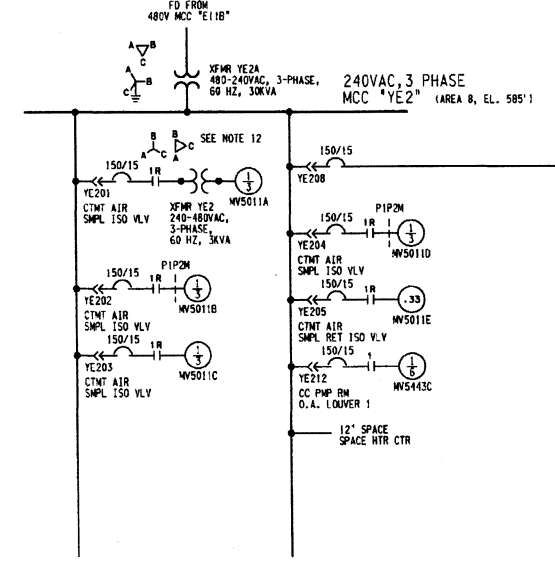 FD FROM
480V MCC "E11B"
A B
C
A B
C
XFMR YE2A
480-240VAC, 3-PHASE,
60 HZ, 30KVA
240VAC, 3 PHASE
MCC "YE2" (AREA 8, EL. 585')
B B
A C A C
SEE NOTE 12
150/15
1R
1/3
YE201
MV5011A
CTMT AIR
SMPL ISO VLV
XFMR YE2
240-480VAC,
3-PHASE,
60 HZ, 3KVA
P1P2M
150/15
1R
1/3
YE202
MV5011B
CTMT AIR
SMPL ISO VLV
150/15
1R
1/3
YE203
MV5011C
CTMT AIR
SMPL ISO VLV
150/15
YE208
P1P2M
150/15
1R
1/3
YE204
MV5011D
CTMT AIR
SMPL ISO VLV
150/15
1R
.33
YE205
MV5011E
CTMT AIR
SMPL RET ISO VLV
150/15
1
1/6
YE212
MV5443C
CC PMP RM
O.A. LOUVER 1
12" SPACE
SPACE HTR CTR